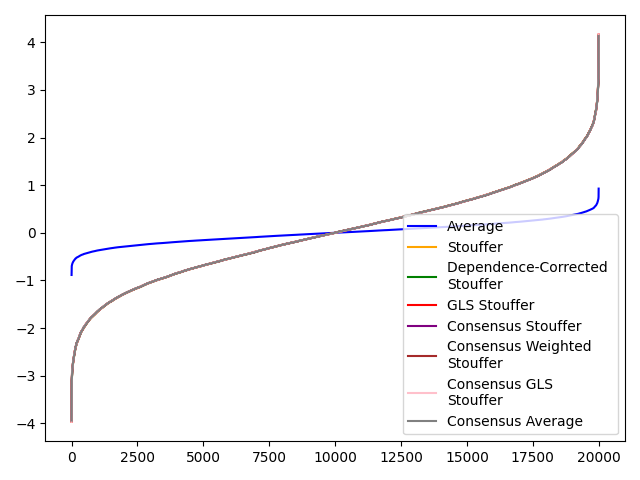 4
3
2
1
0
−1
−2
−3
−4
0
2500
5000
7500
10000
12500
15000
17500
20000
Average
Stouffer
Dependence-Corrected
Stouffer
GLS Stouffer
Consensus Stouffer
Consensus Weighted
Stouffer
Consensus GLS
Stouffer
Consensus Average